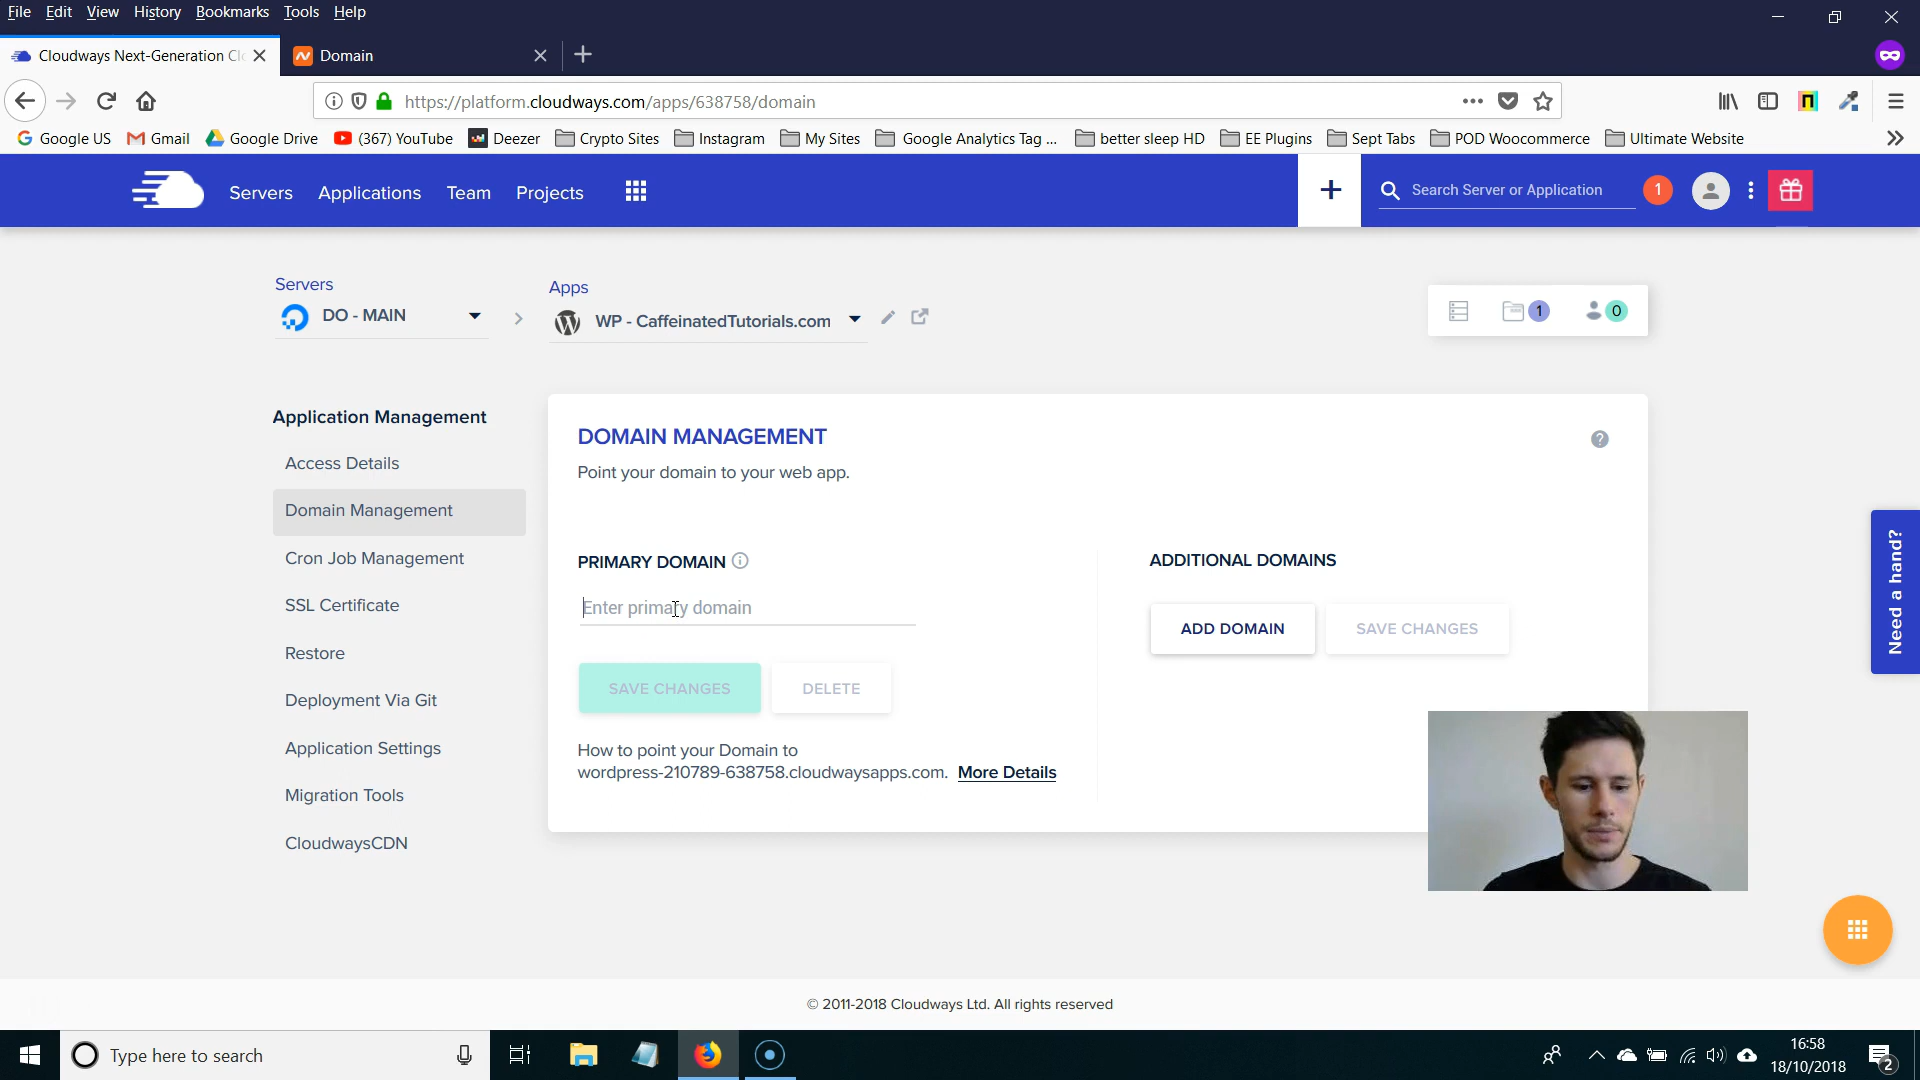 File Edit View History Bookmarks Tools Help
Cloudways Next-Generation Clo
Domain
https://platform.cloudways.com/apps/638758/domain
Google US Gmail Google Drive (367) YouTube Deezer Crypto Sites Instagram My Sites Google Analytics Tag ... better sleep HD EE Plugins Sept Tabs POD Woocommerce Ultimate Website
Servers Applications Team Projects
Search Server or Application
1
Servers
DO - MAIN
Apps
WP - CaffeinatedTutorials.com
1
0
Application Management
Access Details
Domain Management
Cron Job Management
SSL Certificate
Restore
Deployment Via Git
Application Settings
Migration Tools
CloudwaysCDN
DOMAIN MANAGEMENT
Point your domain to your web app.
PRIMARY DOMAIN
Enter primary domain
SAVE CHANGES DELETE
How to point your Domain to
wordpress-210789-638758.cloudwaysapps.com. More Details
ADDITIONAL DOMAINS
ADD DOMAIN SAVE CHANGES
Need a hand?
© 2011-2018 Cloudways Ltd. All rights reserved
Type here to search
16:58
18/10/2018
2